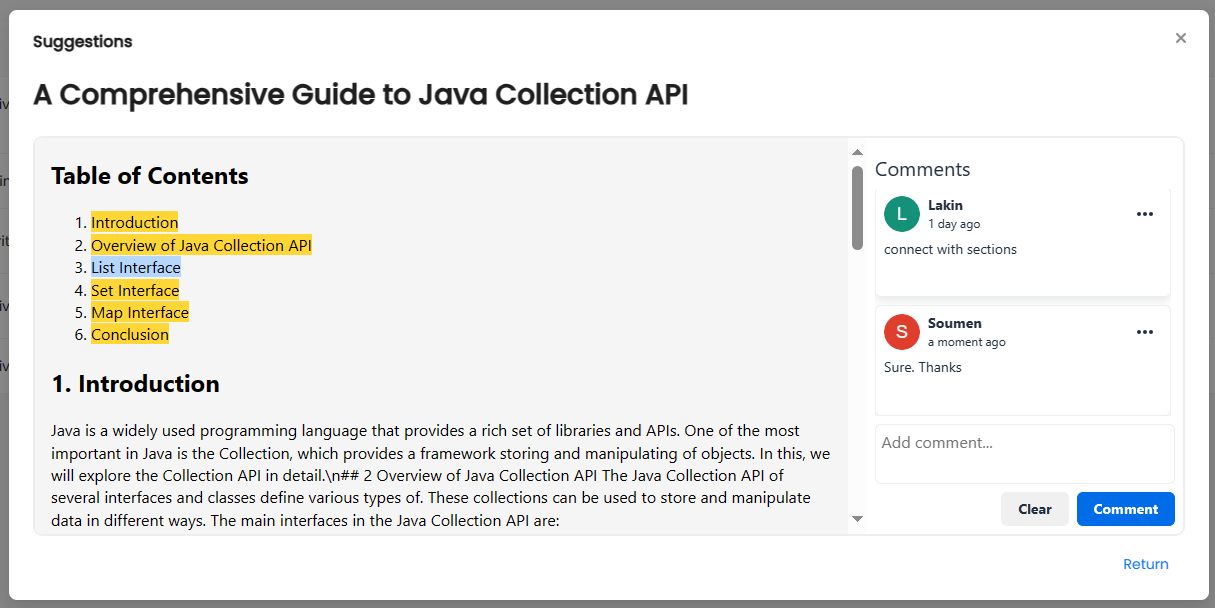 Suggestions
×
A Comprehensive Guide to Java Collection API
Table of Contents
1. Introduction
2. Overview of Java Collection API
3. List Interface
4. Set Interface
5. Map Interface
6. Conclusion
1. Introduction
Java is a widely used programming language that provides a rich set of libraries and APIs. One of the most
important in Java is the Collection, which provides a framework storing and manipulating of objects. In this, we
will explore the Collection API in detail.\n## 2 Overview of Java Collection API The Java Collection API of
several interfaces and classes define various types of. These collections can be used to store and manipulate
data in different ways. The main interfaces in the Java Collection API are:
Comments
L
Lakin
1 day ago
connect with sections
S
Soumen
a moment ago
Sure. Thanks
Add comment...
Clear
Comment
Return